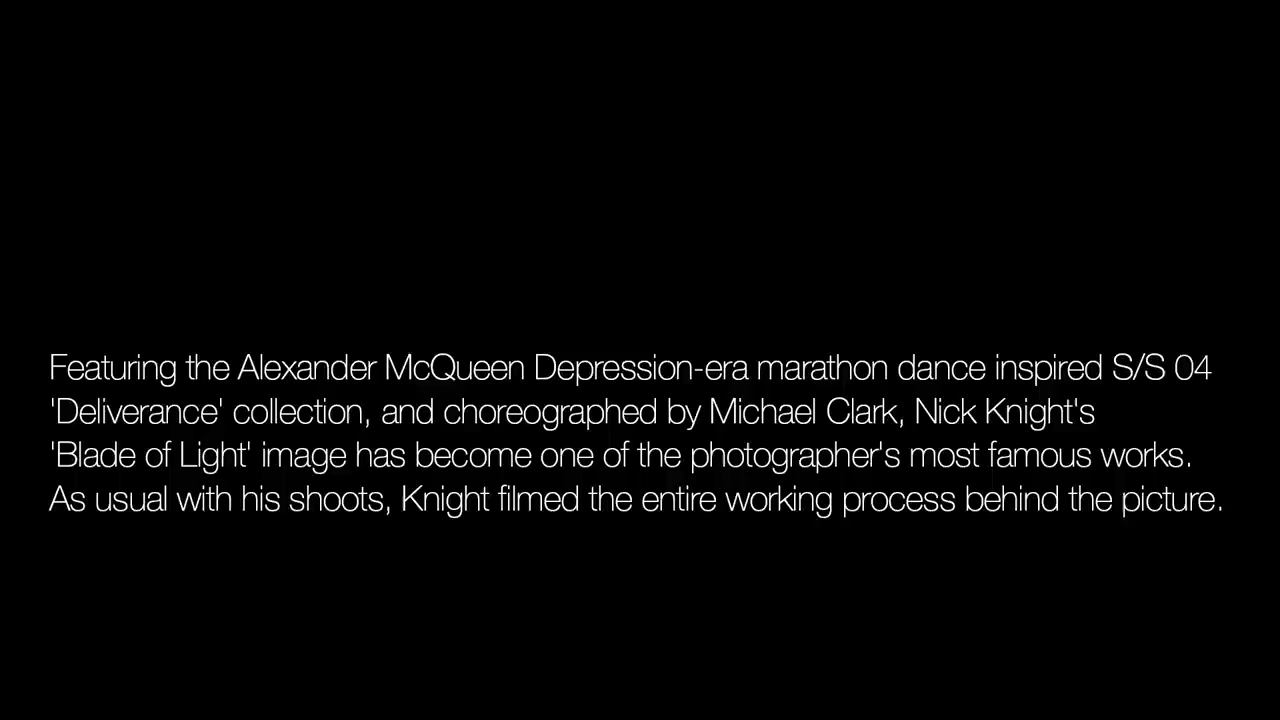 Featuring the Alexander McQueen Depression-era marathon dance inspired S/S 04
'Deliverance' collection, and choreographed by Michael Clark, Nick Knight's
'Blade of Light' image has become one of the photographer's most famous works.
As usual with his shoots, Knight filmed the entire working process behind the picture.